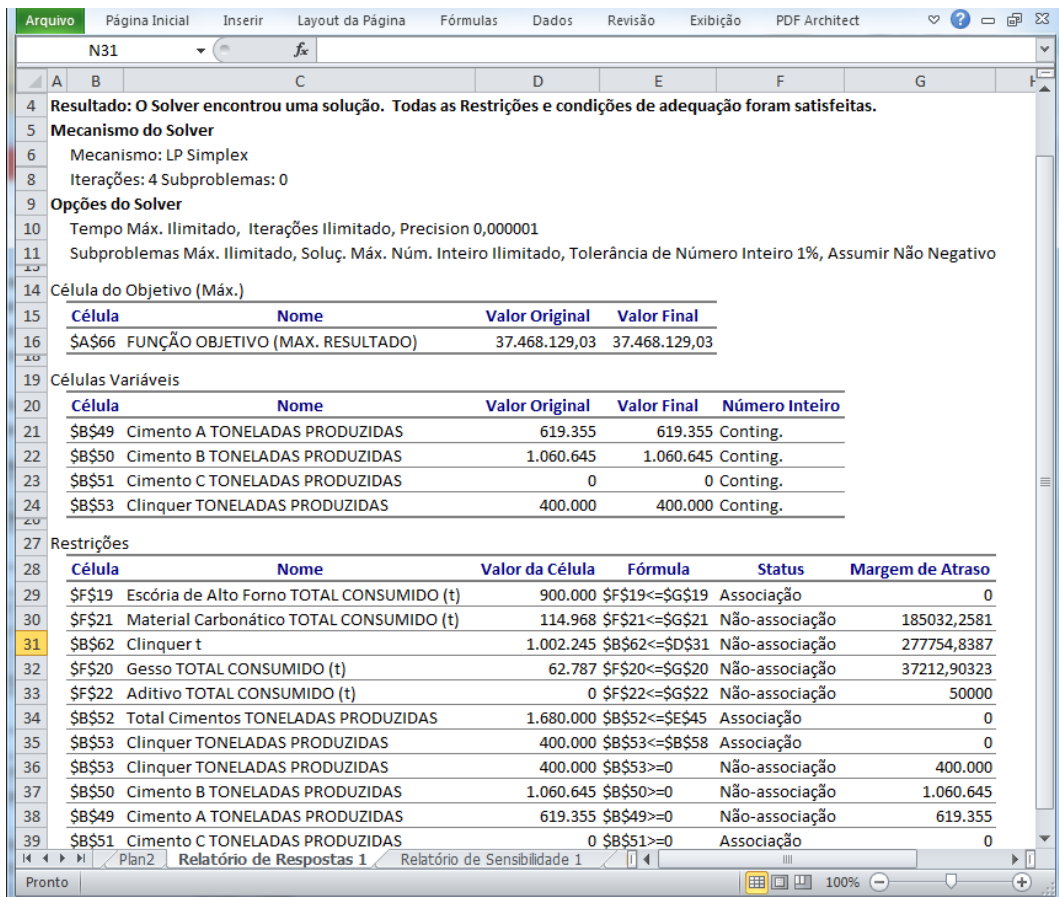 Arquivo Página Inicial Inserir Layout da Página Fórmulas Dados Revisão Exibição PDF Architect
N31 fx
A B C D E F G
4 Resultado: O Solver encontrou uma solução. Todas as Restrições e condições de adequação foram satisfeitas.
5 Mecanismo do Solver
6 Mecanismo: LP Simplex
8 Iterações: 4 Subproblemas: 0
9 Opções do Solver
10 Tempo Máx. Ilimitado, Iterações Ilimitado, Precision 0,000001
11 Subproblemas Máx. Ilimitado, Soluç. Máx. Núm. Inteiro Ilimitado, Tolerância de Número Inteiro 1%, Assumir Não Negativo
14 Célula do Objetivo (Máx.)
15 Célula Nome Valor Original Valor Final
16 $A$66 FUNÇÃO OBJETIVO (MAX. RESULTADO) 37.468.129,03 37.468.129,03
19 Células Variáveis
20 Célula Nome Valor Original Valor Final Número Inteiro
21 $B$49 Cimento A TONELADAS PRODUZIDAS 619.355 619.355 Conting.
22 $B$50 Cimento B TONELADAS PRODUZIDAS 1.060.645 1.060.645 Conting.
23 $B$51 Cimento C TONELADAS PRODUZIDAS 0 0 Conting.
24 $B$53 Clinquer TONELADAS PRODUZIDAS 400.000 400.000 Conting.
27 Restrições
28 Célula Nome Valor da Célula Fórmula Status Margem de Atraso
29 $F$19 Escória de Alto Forno TOTAL CONSUMIDO (t) 900.000 $F$19<=$G$19 Associação 0
30 $F$21 Material Carbonático TOTAL CONSUMIDO (t) 114.968 $F$21<=$G$21 Não-associação 185032,2581
31 $B$62 Clinquer t 1.002.245 $B$62<=$D$31 Não-associação 277754,8387
32 $F$20 Gesso TOTAL CONSUMIDO (t) 62.787 $F$20<=$G$20 Não-associação 37212,90323
33 $F$22 Aditivo TOTAL CONSUMIDO (t) 0 $F$22<=$G$22 Não-associação 50000
34 $B$52 Total Cimentos TONELADAS PRODUZIDAS 1.680.000 $B$52<=$E$45 Associação 0
35 $B$53 Clinquer TONELADAS PRODUZIDAS 400.000 $B$53<=$B$58 Associação 0
36 $B$53 Clinquer TONELADAS PRODUZIDAS 400.000 $B$53>=0 Não-associação 400.000
37 $B$50 Cimento B TONELADAS PRODUZIDAS 1.060.645 $B$50>=0 Não-associação 1.060.645
38 $B$49 Cimento A TONELADAS PRODUZIDAS 619.355 $B$49>=0 Não-associação 619.355
39 $B$51 Cimento C TONELADAS PRODUZIDAS 0 $B$51>=0 Associação 0
Plan2 Relatório de Respostas 1 Relatório de Sensibilidade 1
Pronto 100%